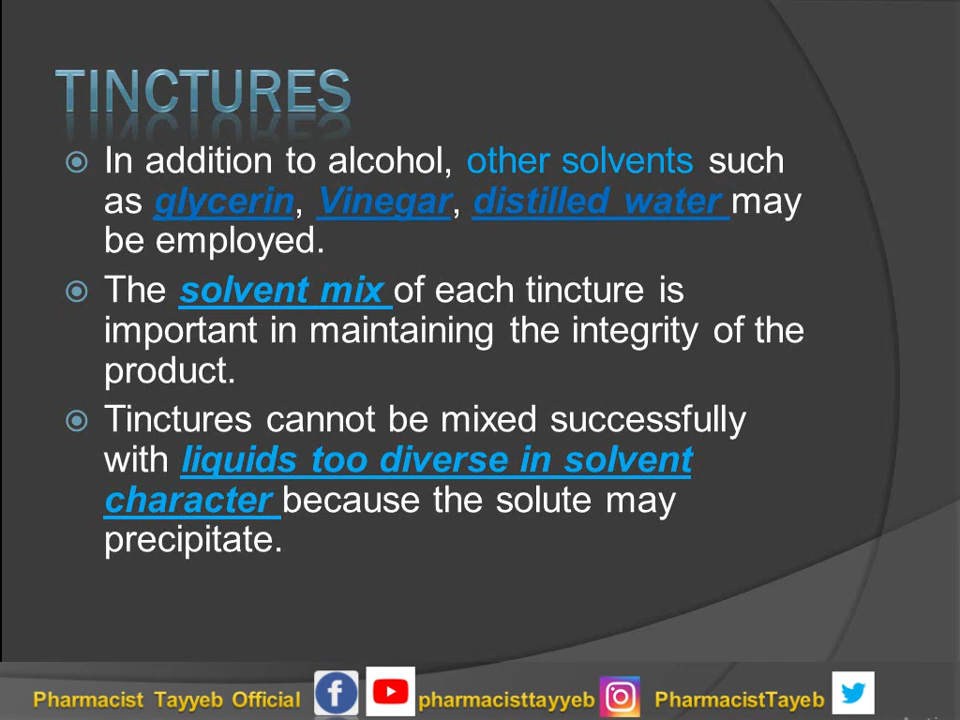 TINCTURES
In addition to alcohol, other solvents such
as glycerin, Vinegar, distilled water may
be employed.
The solvent mix of each tincture is
important in maintaining the integrity of the
product.
Tinctures cannot be mixed successfully
with liquids too diverse in solvent
character because the solute may
precipitate.
Pharmacist Tayyeb Official pharmacisttayyeb PharmacistTayeb